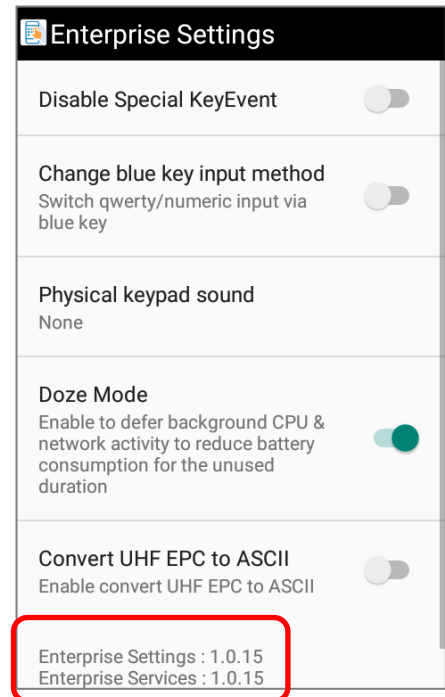 Enterprise Settings
Disable Special KeyEvent
Change blue key input method
Switch qwerty/numeric input via
blue key
Physical keypad sound
None
Doze Mode
Enable to defer background CPU &
network activity to reduce battery
consumption for the unused
duration
Convert UHF EPC to ASCII
Enable convert UHF EPC to ASCII
Enterprise Settings : 1.0.15
Enterprise Services : 1.0.15